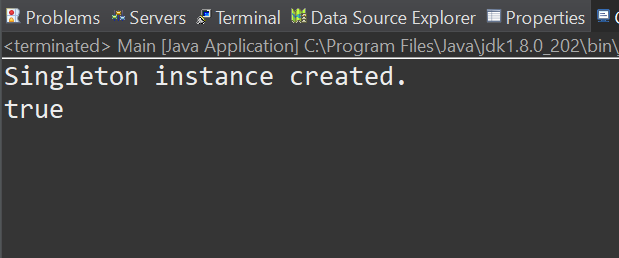 Problems Servers Terminal Data Source Explorer Properties
<terminated> Main [Java Application] C:\Program Files\Java\jdk1.8.0_202\bin\
Singleton instance created.
true